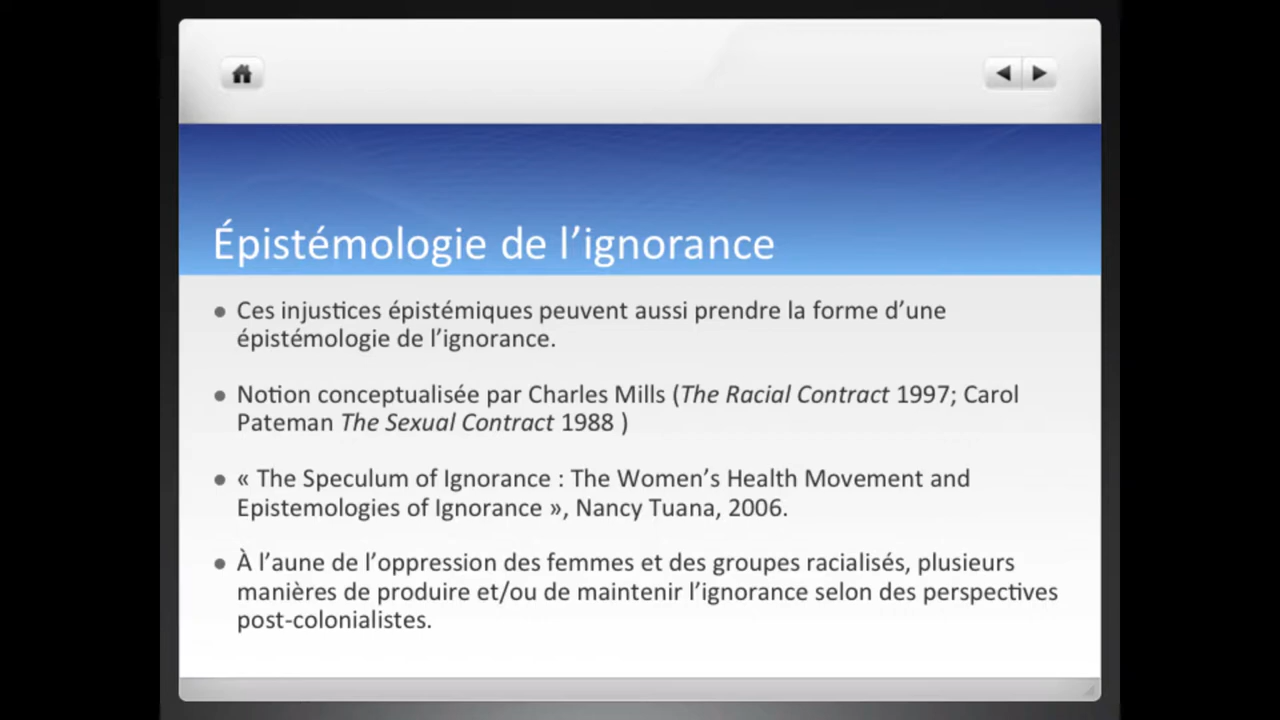 Épistémologie de l’ignorance
Ces injustices épistémiques peuvent aussi prendre la forme d’une
épistémologie de l’ignorance.
Notion conceptualisée par Charles Mills (The Racial Contract 1997; Carol
Pateman The Sexual Contract 1988 )
« The Speculum of Ignorance : The Women’s Health Movement and
Epistemologies of Ignorance », Nancy Tuana, 2006.
À l’aune de l’oppression des femmes et des groupes racialisés, plusieurs
manières de produire et/ou de maintenir l’ignorance selon des perspectives
post-colonialistes.